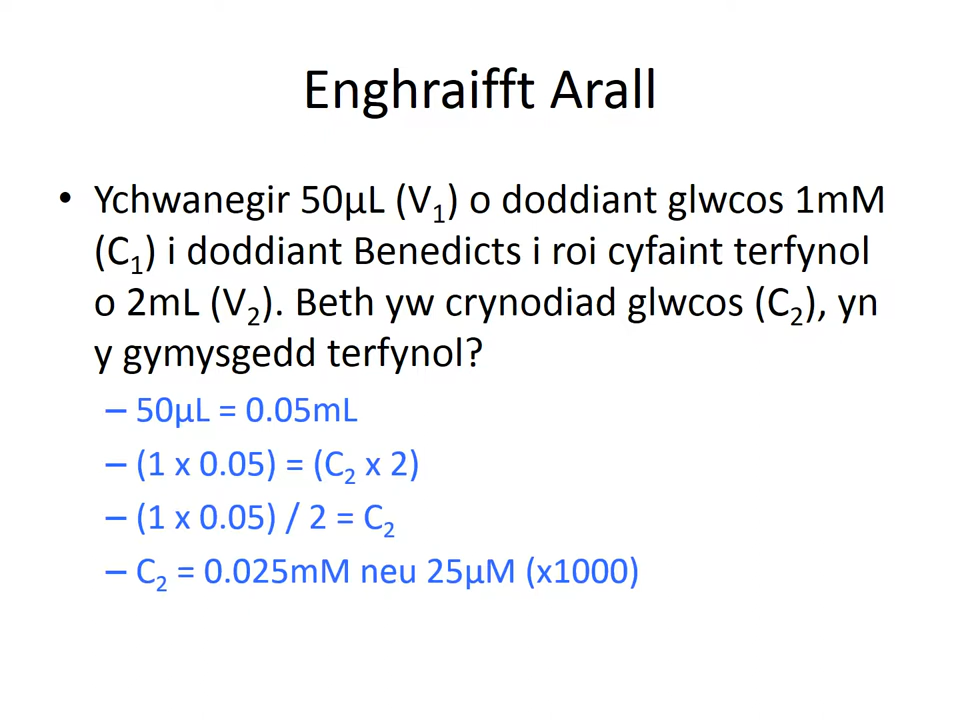 Enghraifft Arall
• Ychwanegir 50µL (V₁) o doddiant glwcos 1mM
(C₁) i doddiant Benedicts i roi cyfaint terfynol
o 2mL (V₂). Beth yw crynodiad glwcos (C₂), yn
y gymysgedd terfynol?
– 50µL = 0.05mL
– (1 x 0.05) = (C₂ x 2)
– (1 x 0.05) / 2 = C₂
– C₂ = 0.025mM neu 25µM (x1000)